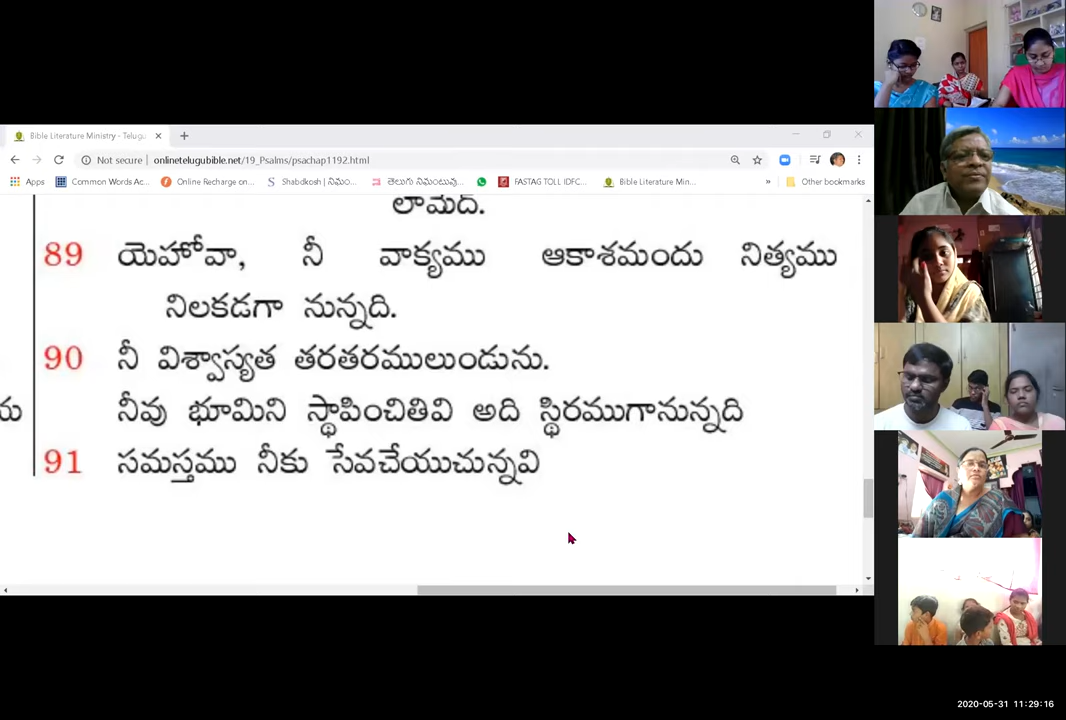 Bible Literature Ministry - Telugu
Not secure | onlinetelugubible.net/19_Psalms/psachap1192.html
Apps Common Words Ac... Online Recharge on... Shabdkosh | నిఘం... తెలుగు నిఘంటువు... FASTAG TOLL IDFC... Bible Literature Min... » Other bookmarks
89 యెహోవా, నీ వాక్యము ఆకాశమందు నిత్యము
నిలకడగా నున్నది.
90 నీ విశ్వాస్యత తరతరములుండును.
ను నీవు భూమిని స్థాపించితివి అది స్థిరముగానున్నది
91 సమస్తము నీకు సేవచేయుచున్నవి
2020-05-31 11:29:16